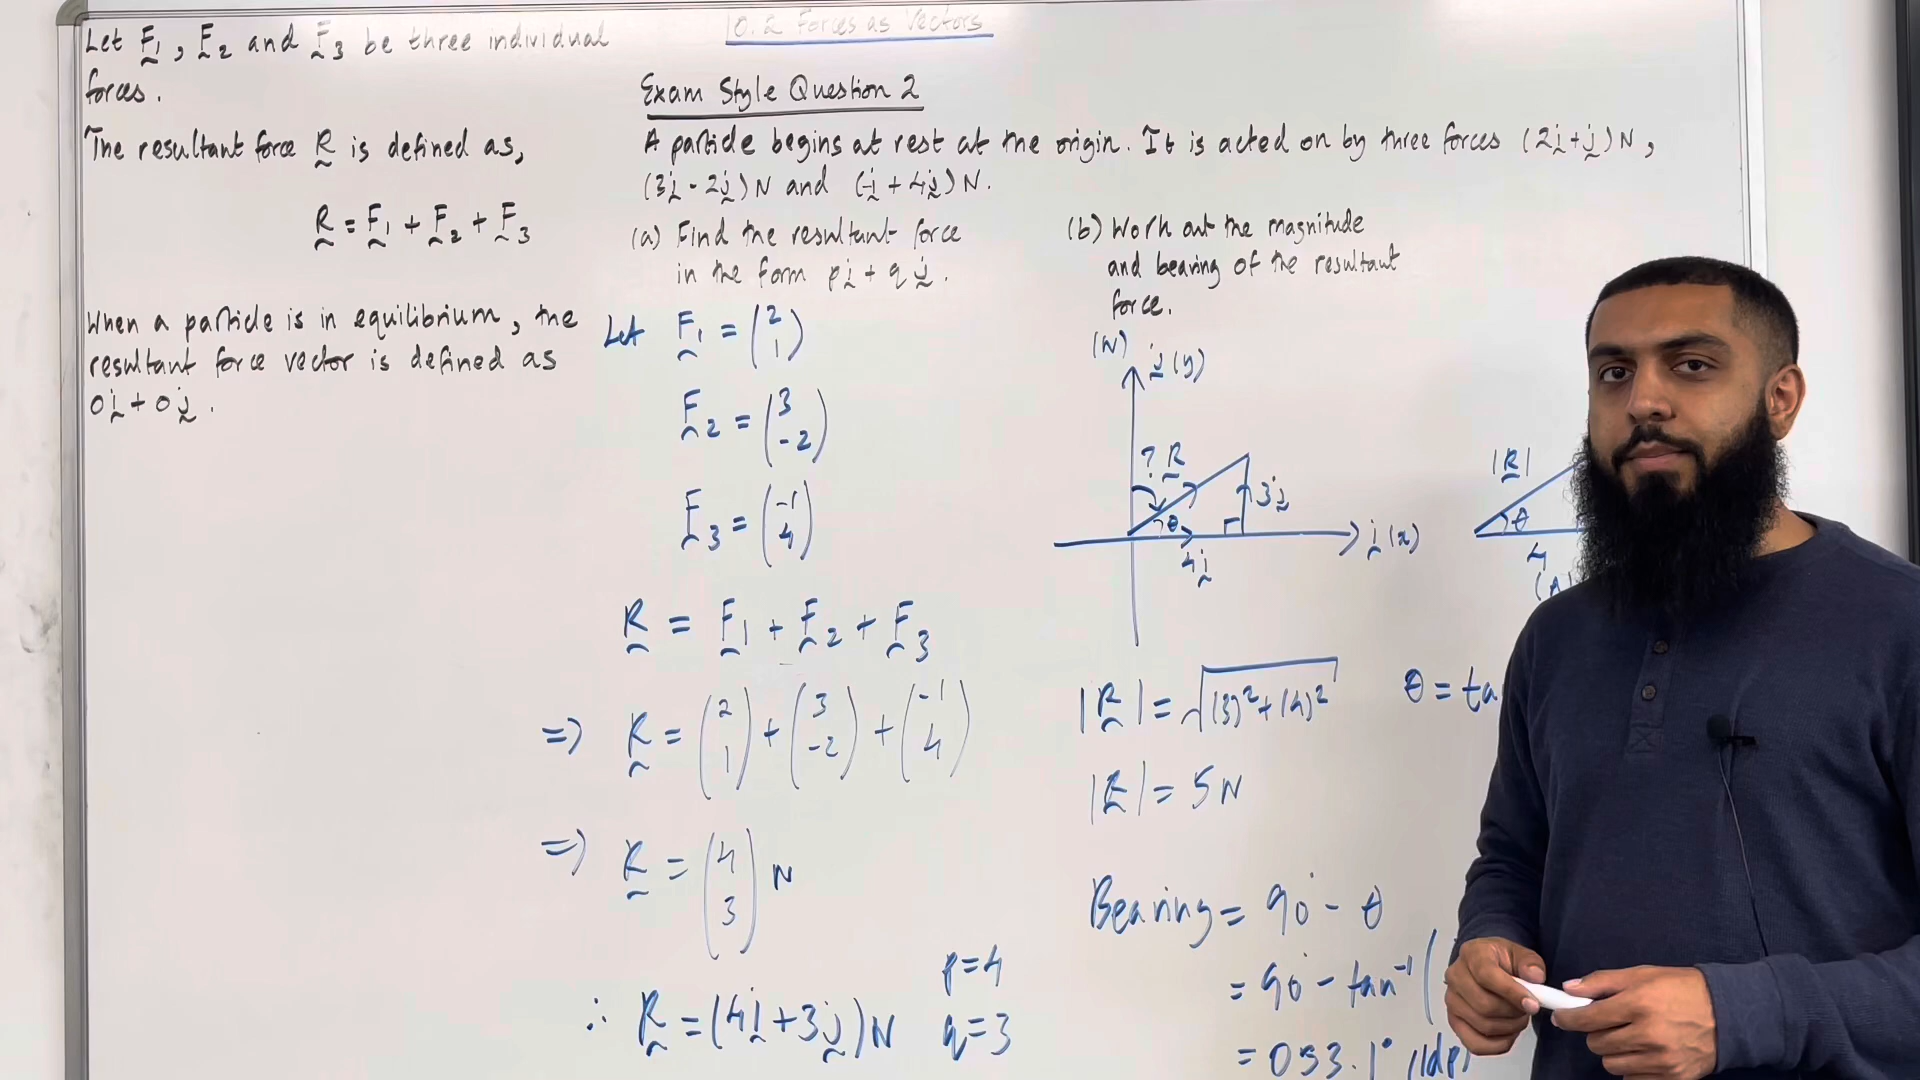 10.2 Forces as Vectors
Let F₁, F₂ and F₃ be three individual
forces.
The resultant force R is defined as,
R = F₁ + F₂ + F₃
When a particle is in equilibrium, the
resultant force vector is defined as
0i + 0j.
Exam Style Question 2
A particle begins at rest at the origin. It is acted on by three forces (2i+j)N,
(3i - 2j)N and (-i + 4j)N.
(a) Find the resultant force
in the form pi + qj.
Let F₁ = (2 1)
F₂ = (3 -2)
F₃ = (-1 4)
R = F₁ + F₂ + F₃
=> R = (2 1) + (3 -2) + (-1 4)
=> R = (4 3) N
∴ R = (4i+3j)N
p=4
q=3
(b) Work out the magnitude
and bearing of the resultant
force.
(N)
j(y)
? R
3j
θ
i(x)
4i
|R|
θ
4
(A)
|R| = √(3)²+(4)²
θ = ta
|R| = 5N
Bearing = 90° - θ
= 90° - tan⁻¹(
= 053.1° (1dp)